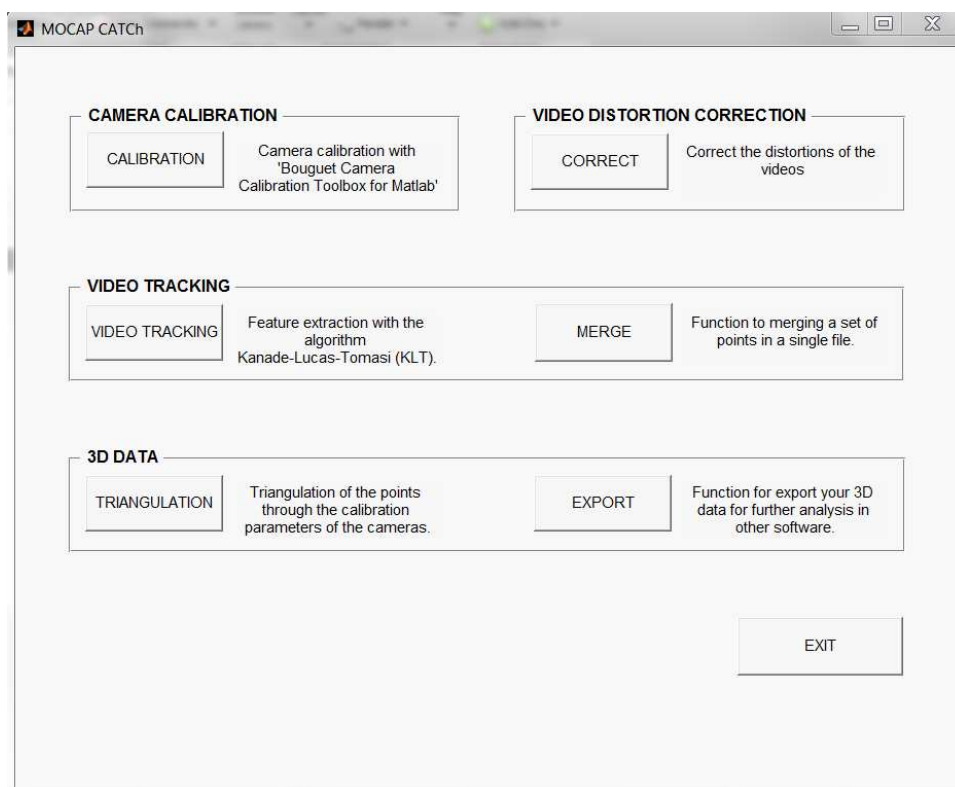 MOCAP CATCh
CAMERA CALIBRATION
CALIBRATION
Camera calibration with
'Bouguet Camera
Calibration Toolbox for Matlab'
VIDEO DISTORTION CORRECTION
CORRECT
Correct the distortions of the
videos
VIDEO TRACKING
VIDEO TRACKING
Feature extraction with the
algorithm
Kanade-Lucas-Tomasi (KLT).
MERGE
Function to merging a set of
points in a single file.
3D DATA
TRIANGULATION
Triangulation of the points
through the calibration
parameters of the cameras.
EXPORT
Function for export your 3D
data for further analysis in
other software.
EXIT